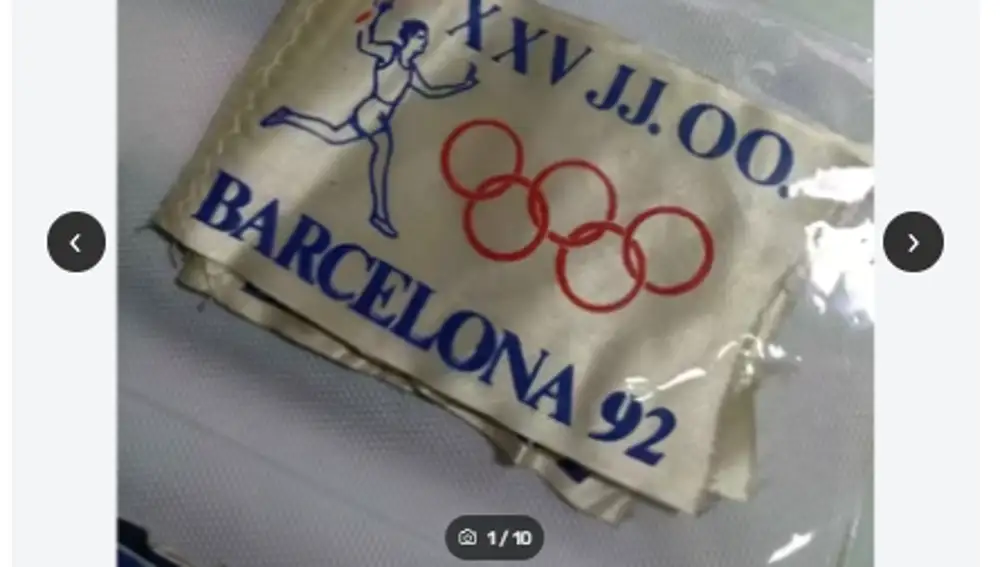 XXV JJ. OO.
BARCELONA 92
1 / 10